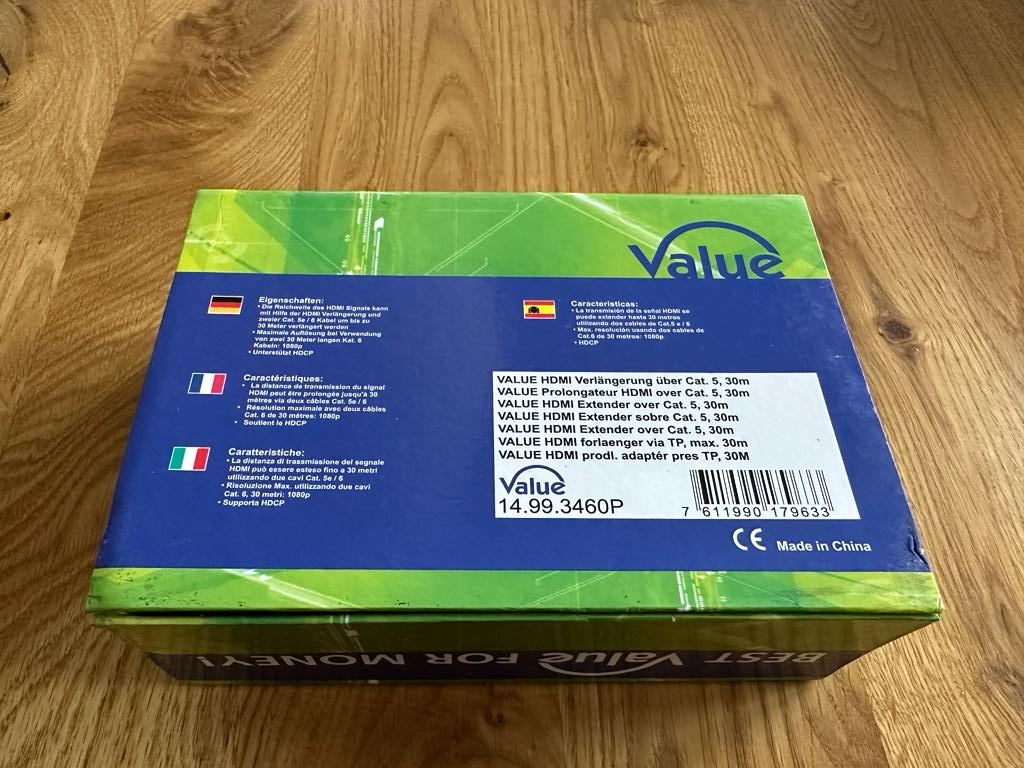 Value
Eigenschaften:
• Die Reichweite des HDMI Signals kann
mit Hilfe der HDMI Verlängerung und
zweier Cat. 5e / 6 Kabel um bis zu
30 Meter verlängert werden
• Maximale Auflösung bei Verwendung
von zwei 30 Meter langen Kat. 6
Kabeln: 1080p
• Unterstützt HDCP
Caractéristiques:
• La distance de transmission du signal
HDMI peut être prolongée jusqu'à 30
mètres via deux câbles Cat. 5e / 6
• Résolution maximale avec deux câbles
Cat. 6 de 30 mètres: 1080p
• Soutient le HDCP
Caratteristiche:
• La distanza di trassmissione del segnale
HDMI può essere esteso fino a 30 metri
utilizzando due cavi Cat. 5e / 6
• Risoluzione Max. utilizzando due cavi
Cat. 6, 30 metri: 1080p
• Supporta HDCP
Caracteristicas:
• La transmisión de la señal HDMI se
puede extender hasta 30 metros
utilizando dos cables de Cat.5 e / 6
• Max. resolución usando dos cables de
Cat.6 de 30 metros: 1080p
• HDCP
VALUE HDMI Verlängerung über Cat. 5, 30m
VALUE Prolongateur HDMI over Cat. 5, 30m
VALUE HDMI Extender over Cat. 5, 30m
VALUE HDMI Extender sobre Cat. 5, 30m
VALUE HDMI Extender over Cat. 5, 30m
VALUE HDMI forlaenger via TP, max. 30m
VALUE HDMI prodl. adaptér pres TP, 30M
Value
14.99.3460P
7 611990 179633
CE Made in China
BEST Value FOR MONEY!